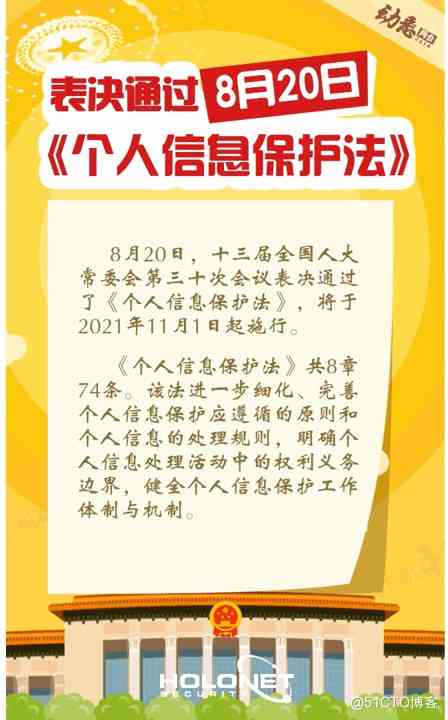 动悉网安
表决通过 8月20日
《个人信息保护法》
8月20日，十三届全国人大
常委会第三十次会议表决通过
了《个人信息保护法》，将于
2021年11月1日起施行。
《个人信息保护法》共8章
74条。该法进一步细化、完善
个人信息保护应遵循的原则和
个人信息的处理规则，明确个
人信息处理活动中的权利义务
边界，健全个人信息保护工作
体制与机制。
HOLONET
SECURITY
@51CTO博客